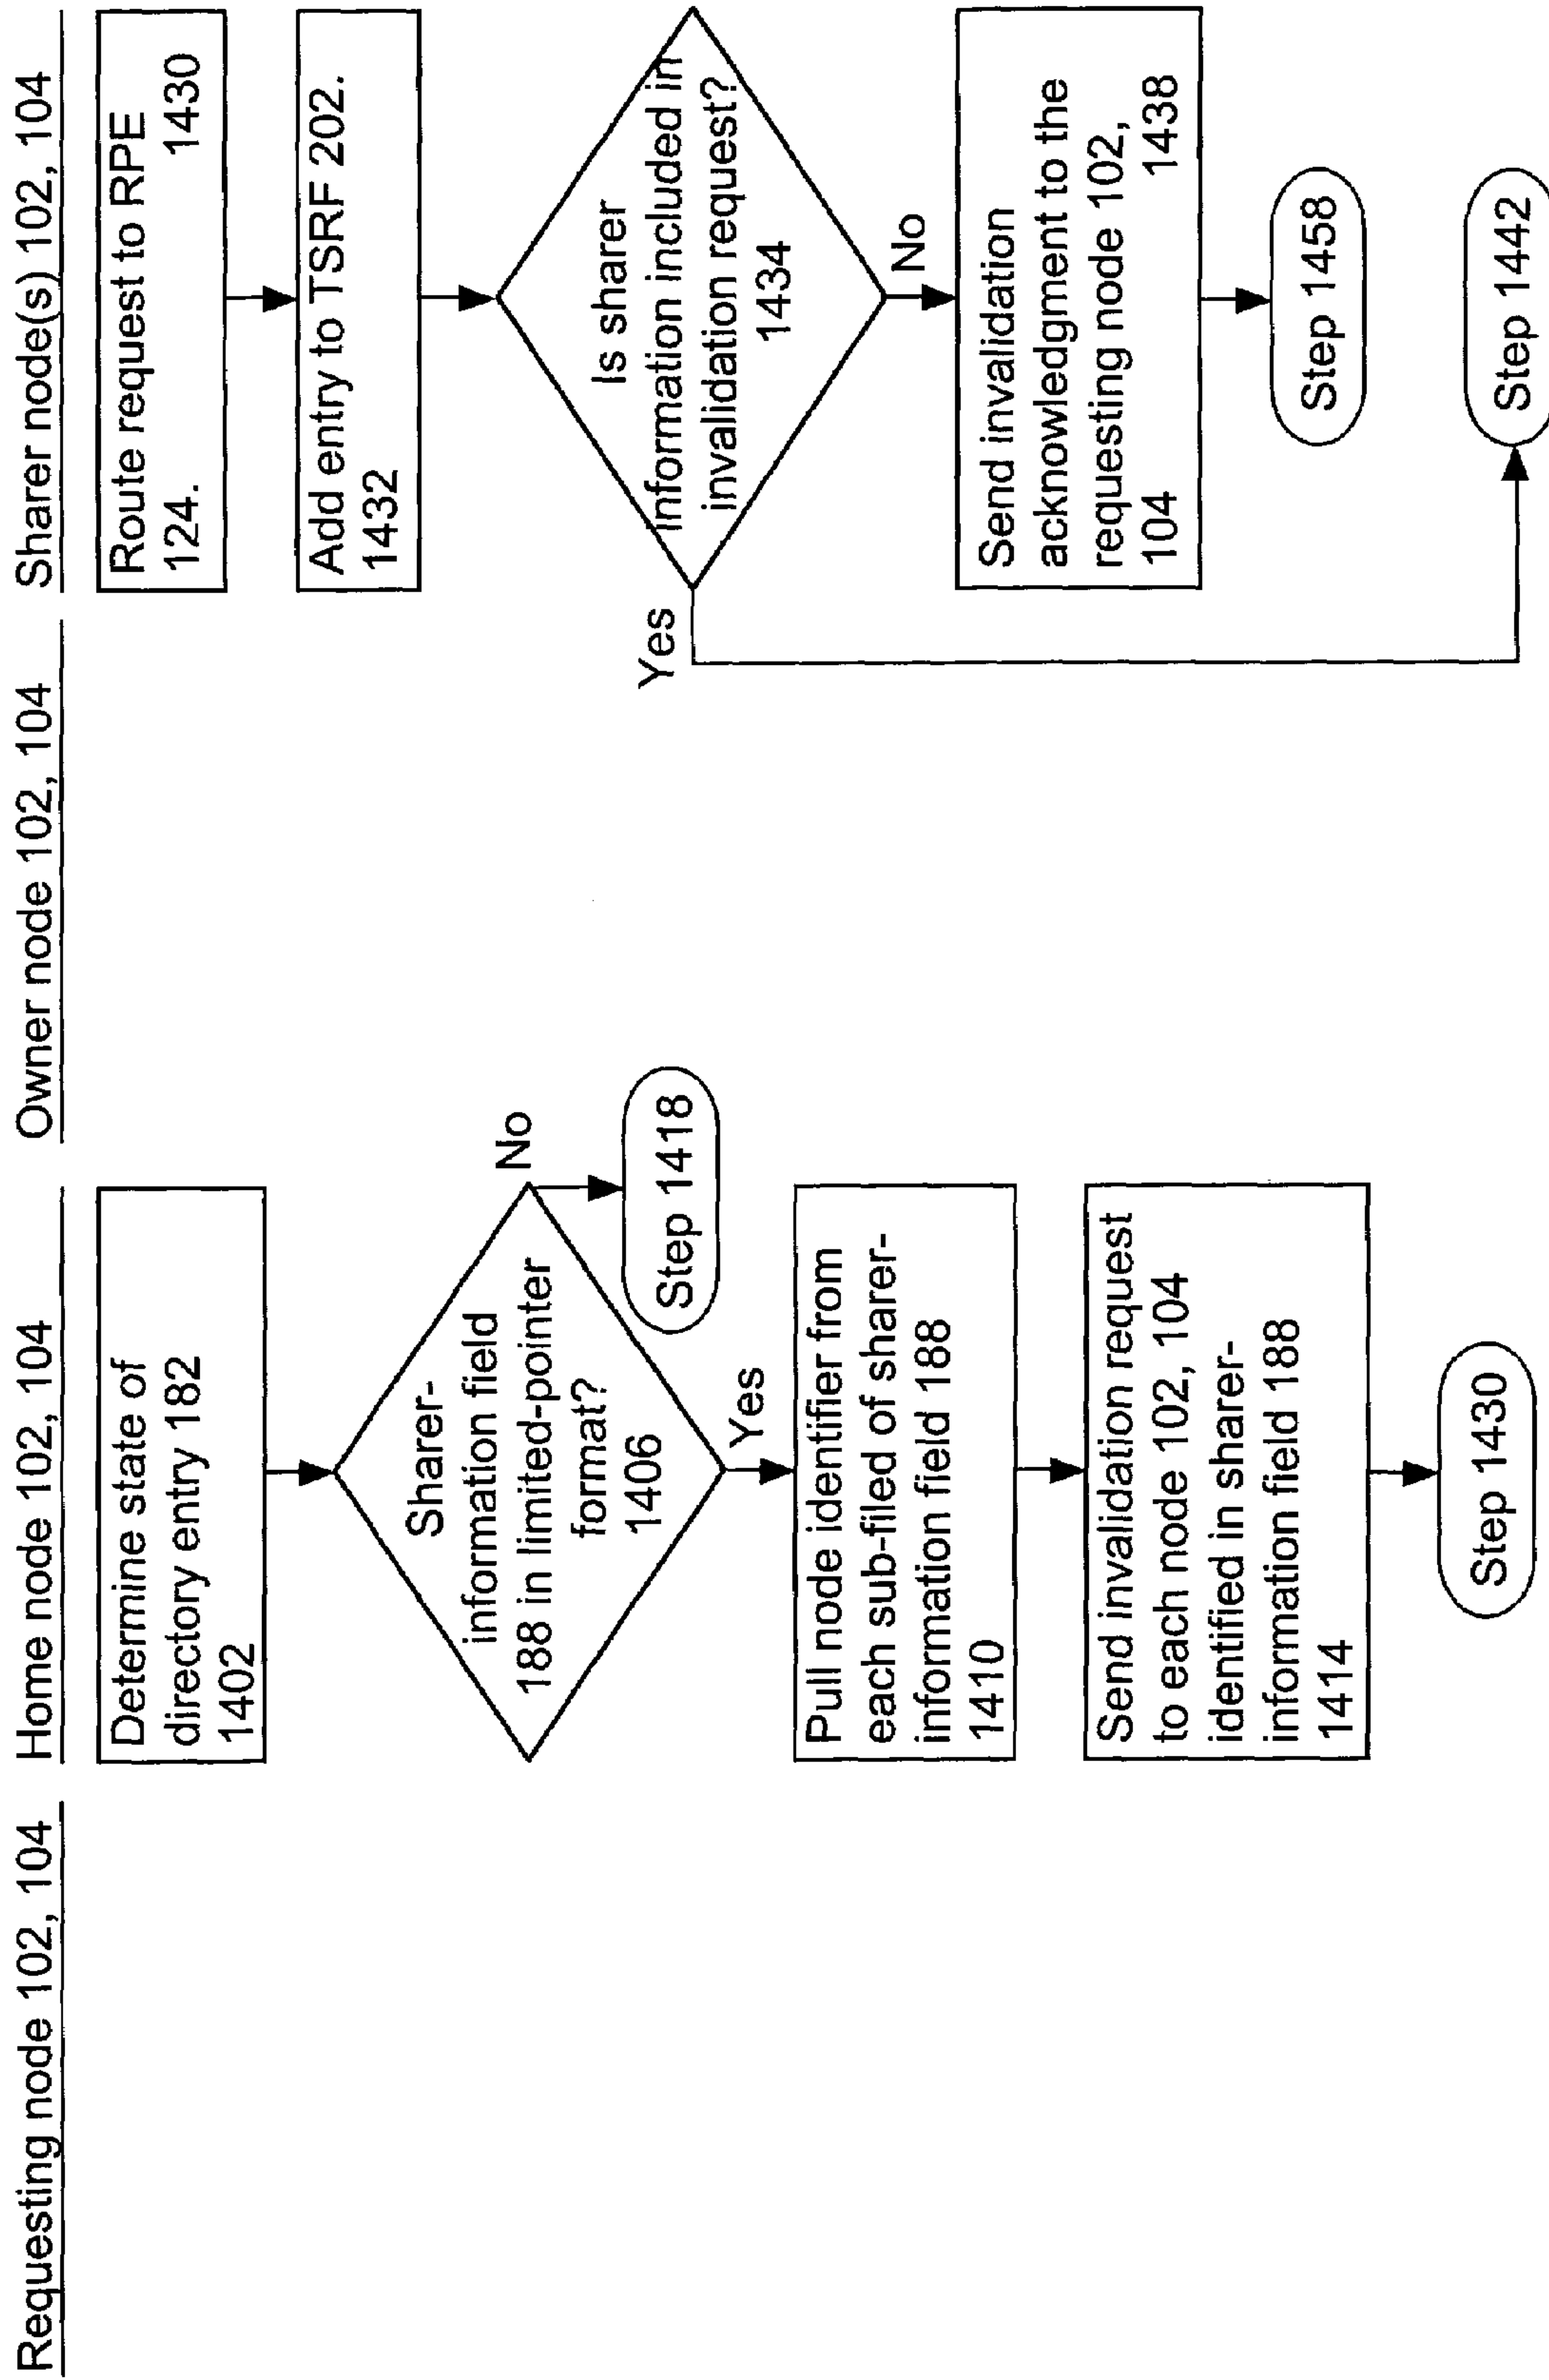 Requesting node 102, 104
Home node 102, 104
Owner node 102, 104
Sharer node(s) 102, 104
Determine state of
directory entry 182
1402
Sharer-
information field
188 in limited-pointer
format?
1406
No
Step 1418
Yes
Pull node identifier from
each sub-filed of sharer-
information field 188
1410
Send invalidation request
to each node 102, 104
identified in sharer-
information field 188
1414
Step 1430
Route request to RPE
124. 1430
Add entry to TSRF 202.
1432
Is sharer
information included in
invalidation request?
1434
Yes
No
Send invalidation
acknowledgment to the
requesting node 102,
104 1438
Step 1458
Step 1442